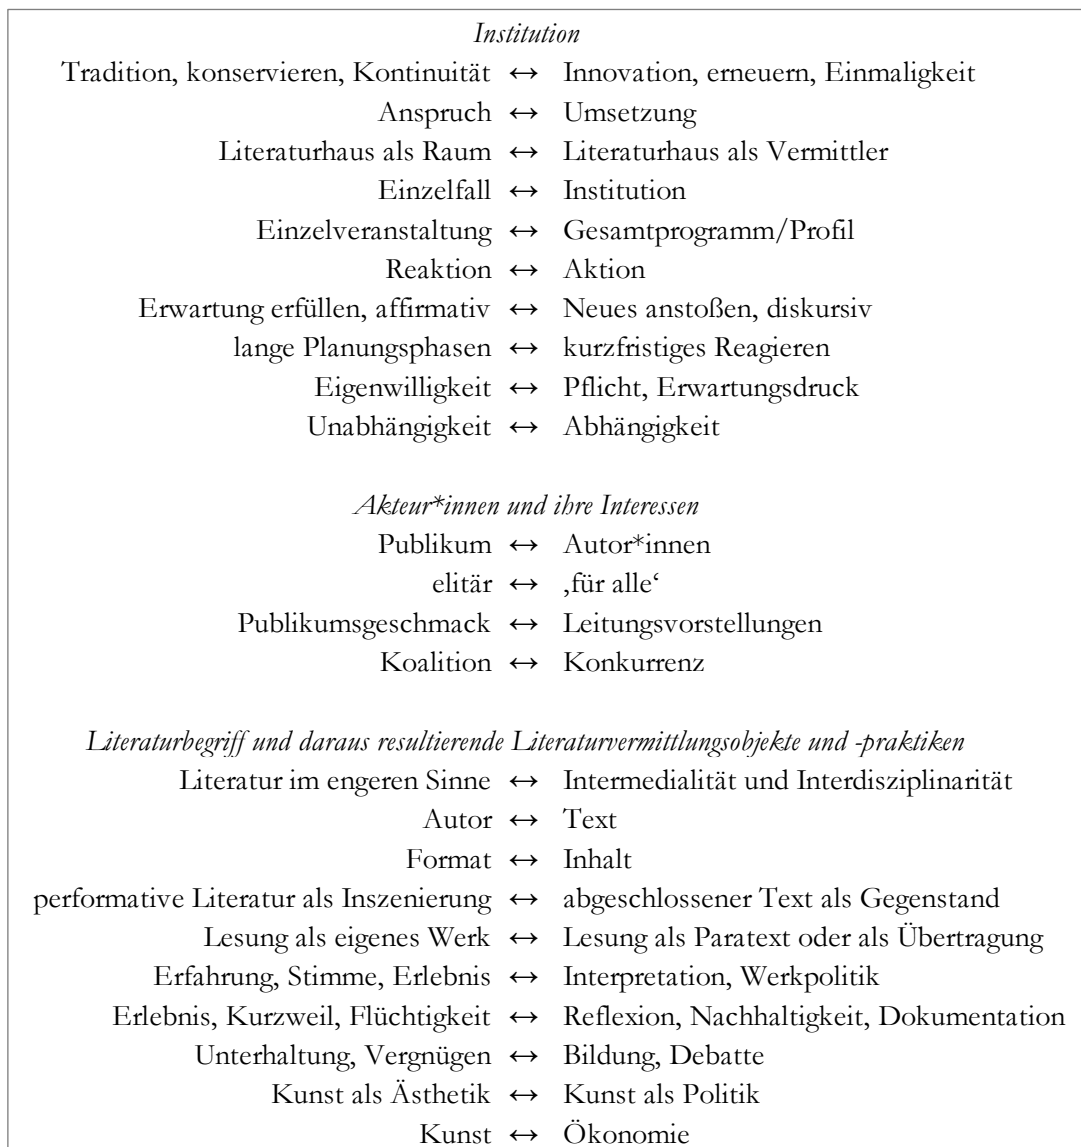 Institution
Tradition, konservieren, Kontinuität ↔ Innovation, erneuern, Einmaligkeit
Anspruch ↔ Umsetzung
Literaturhaus als Raum ↔ Literaturhaus als Vermittler
Einzelfall ↔ Institution
Einzelveranstaltung ↔ Gesamtprogramm/Profil
Reaktion ↔ Aktion
Erwartung erfüllen, affirmativ ↔ Neues anstoßen, diskursiv
lange Planungsphasen ↔ kurzfristiges Reagieren
Eigenwilligkeit ↔ Pflicht, Erwartungsdruck
Unabhängigkeit ↔ Abhängigkeit
Akteur*innen und ihre Interessen
Publikum ↔ Autor*innen
elitär ↔ ‚für alle‘
Publikumsgeschmack ↔ Leitungsvorstellungen
Koalition ↔ Konkurrenz
Literaturbegriff und daraus resultierende Literaturvermittlungsobjekte und -praktiken
Literatur im engeren Sinne ↔ Intermedialität und Interdisziplinarität
Autor ↔ Text
Format ↔ Inhalt
performative Literatur als Inszenierung ↔ abgeschlossener Text als Gegenstand
Lesung als eigenes Werk ↔ Lesung als Paratext oder als Übertragung
Erfahrung, Stimme, Erlebnis ↔ Interpretation, Werkpolitik
Erlebnis, Kurzweil, Flüchtigkeit ↔ Reflexion, Nachhaltigkeit, Dokumentation
Unterhaltung, Vergnügen ↔ Bildung, Debatte
Kunst als Ästhetik ↔ Kunst als Politik
Kunst ↔ Ökonomie